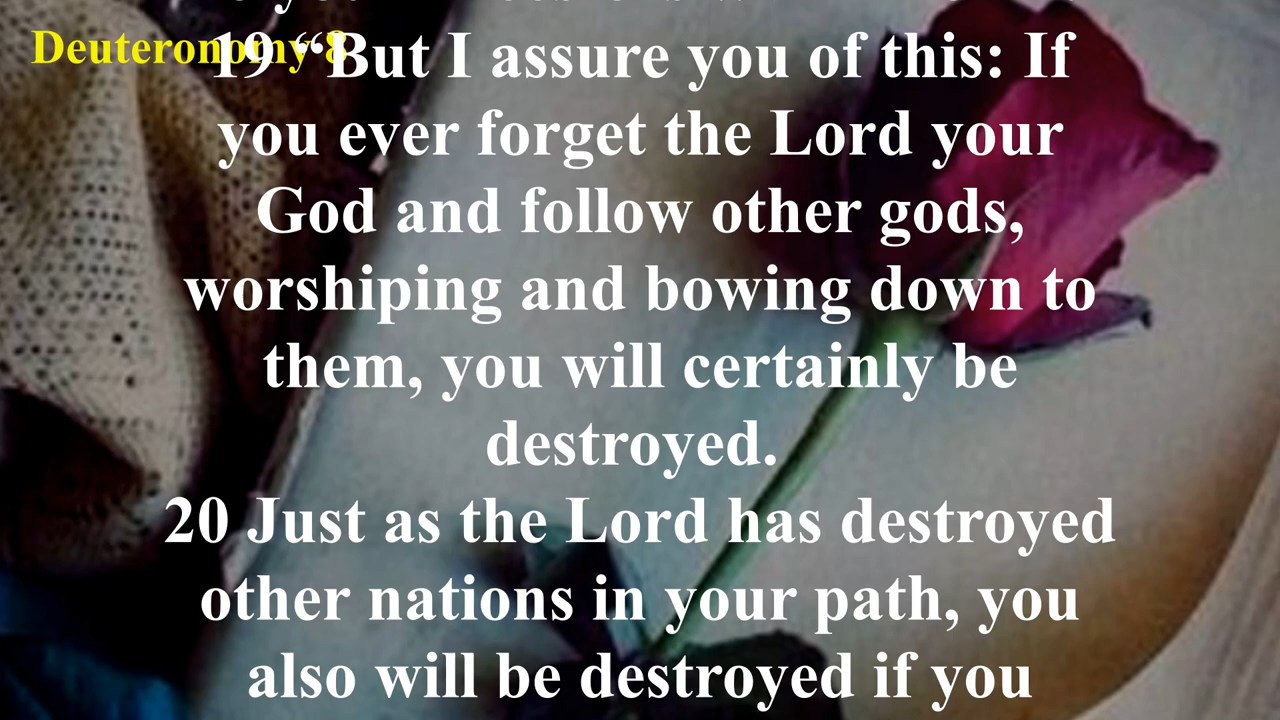 Deuteronomy 8
19 “But I assure you of this: If
you ever forget the Lord your
God and follow other gods,
worshiping and bowing down to
them, you will certainly be
destroyed.
20 Just as the Lord has destroyed
other nations in your path, you
also will be destroyed if you